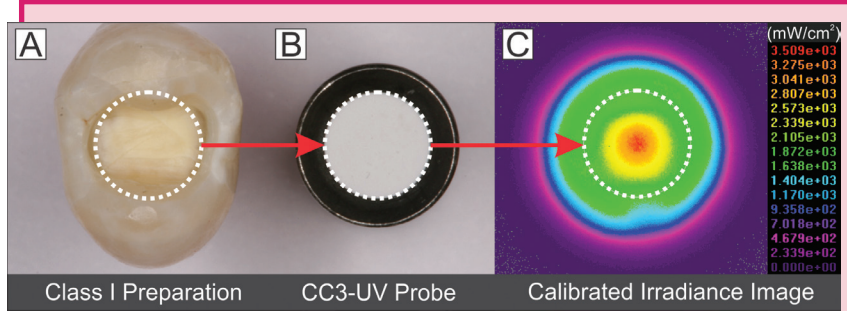 A
B
C
(mW/cm²)
3.509e+03
3.275e+03
3.041e+03
2.807e+03
2.573e+03
2.339e+03
2.105e+03
1.872e+03
1.638e+03
1.404e+03
1.170e+03
9.358e+02
7.018e+02
4.679e+02
2.339e+02
0.000e+00
Class I Preparation
CC3-UV Probe
Calibrated Irradiance Image